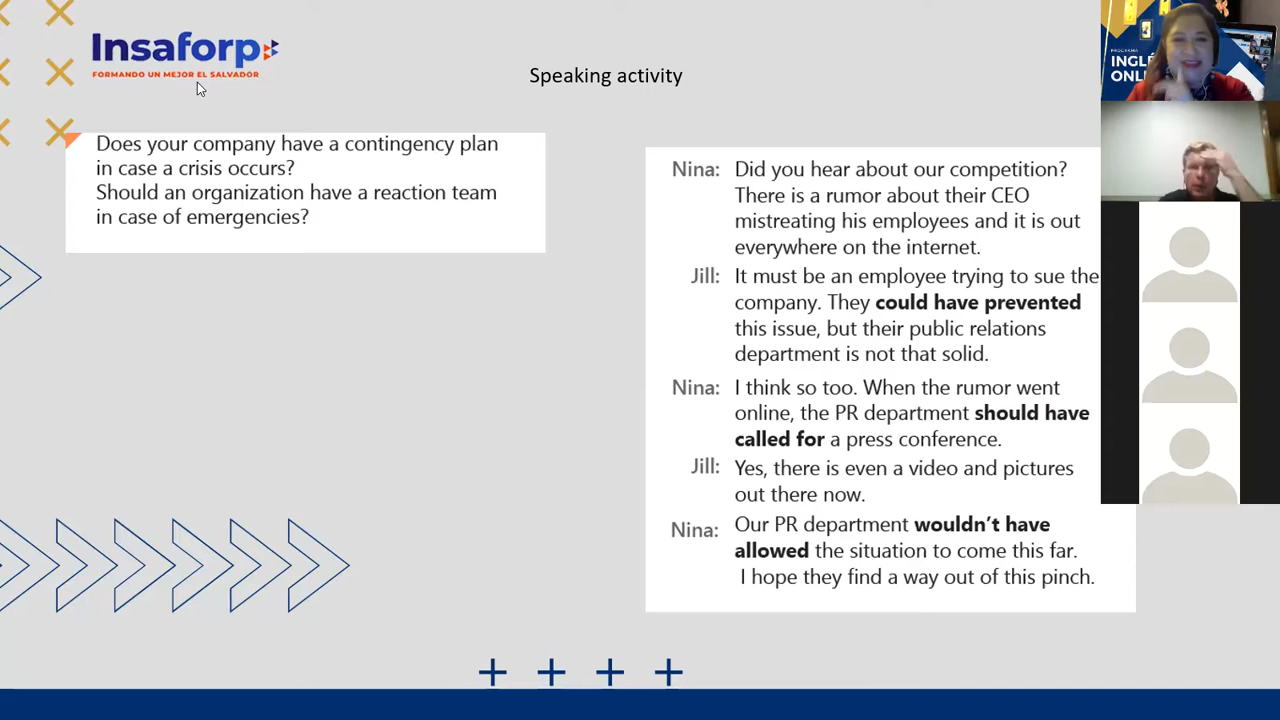 Insaforp
FORMANDO UN MEJOR EL SALVADOR
Speaking activity
Does your company have a contingency plan
in case a crisis occurs?
Should an organization have a reaction team
in case of emergencies?
Nina: Did you hear about our competition?
There is a rumor about their CEO
mistreating his employees and it is out
everywhere on the internet.
Jill: It must be an employee trying to sue the
company. They could have prevented
this issue, but their public relations
department is not that solid.
Nina: I think so too. When the rumor went
online, the PR department should have
called for a press conference.
Jill: Yes, there is even a video and pictures
out there now.
Nina: Our PR department wouldn't have
allowed the situation to come this far.
I hope they find a way out of this pinch.
PROGRAMA